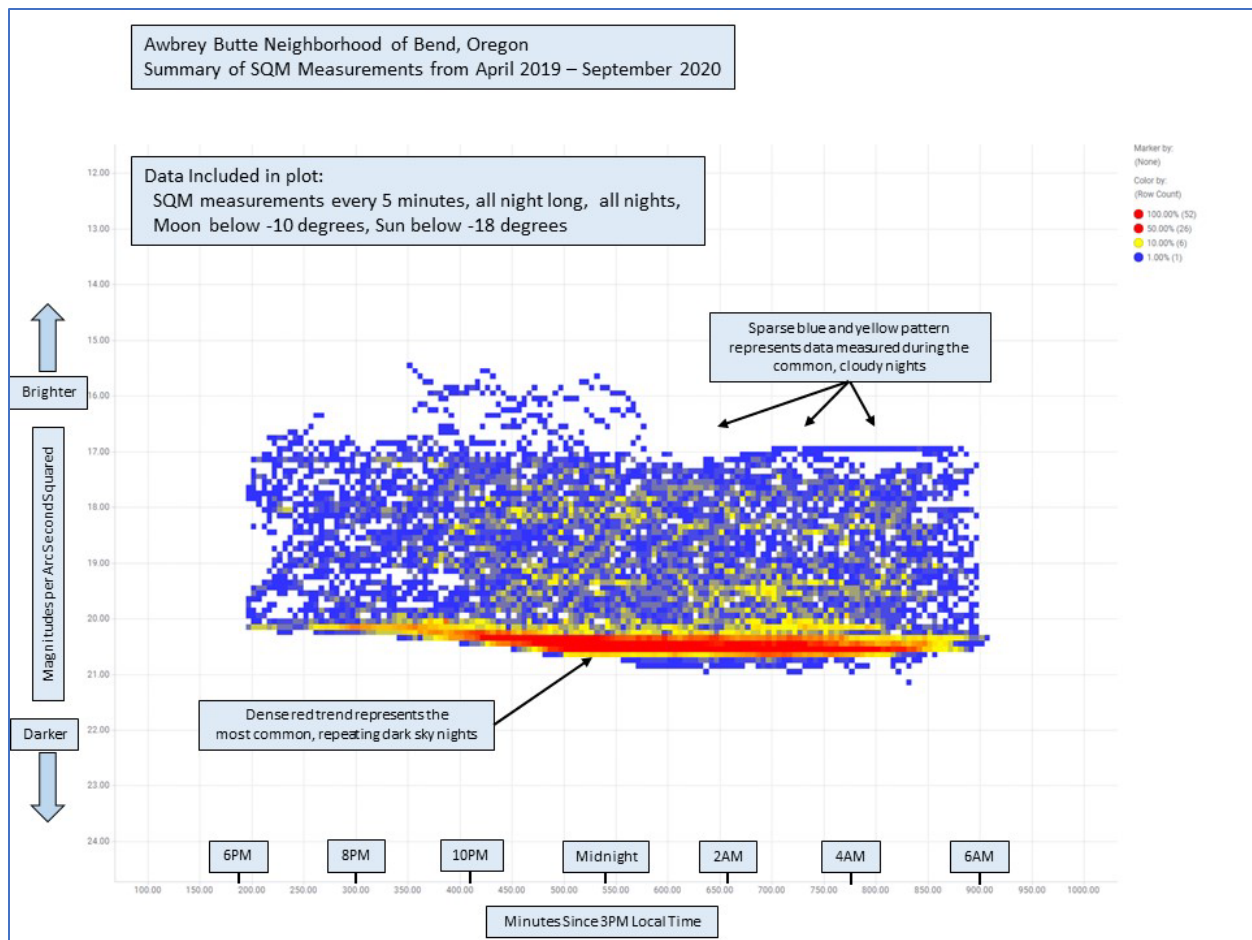 Awbrey Butte Neighborhood of Bend, Oregon
Summary of SQM Measurements from April 2019 – September 2020
Data Included in plot:
SQM measurements every 5 minutes, all night long, all nights,
Moon below -10 degrees, Sun below -18 degrees
Marker by:
(None)
Color by:
(Row Count)
100.00% (52)
50.00% (26)
10.00% (6)
1.00% (1)
12.00
13.00
14.00
15.00
16.00
17.00
18.00
19.00
20.00
21.00
22.00
23.00
24.00
Brighter
Magnitudes per Arc Second Squared
Darker
Sparse blue and yellow pattern
represents data measured during the
common, cloudy nights
Dense red trend represents the
most common, repeating dark sky nights
6PM
8PM
10PM
Midnight
2AM
4AM
6AM
100.00
150.00
200.00
250.00
300.00
350.00
400.00
450.00
500.00
550.00
600.00
650.00
700.00
750.00
800.00
850.00
900.00
950.00
1000.00
Minutes Since 3PM Local Time